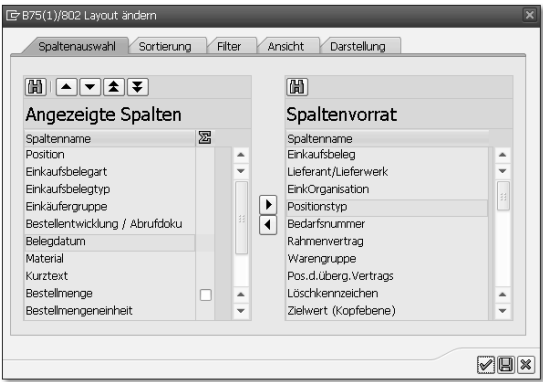 B75(1)/802 Layout ändern
Spaltenauswahl
Sortierung
Filter
Ansicht
Darstellung
Angezeigte Spalten
Spaltenname
Position
Einkaufsbelegart
Einkaufsbelegtyp
Einkäufergruppe
Bestellentwicklung / Abrufdoku
Belegdatum
Material
Kurztext
Bestellmenge
Bestellmengeneinheit
Spaltenvorrat
Spaltenname
Einkaufsbeleg
Lieferant/Lieferwerk
EinkOrganisation
Positionstyp
Bedarfsnummer
Rahmenvertrag
Warengruppe
Pos.d.überg.Vertrags
Löschkennzeichen
Zielwert (Kopfebene)